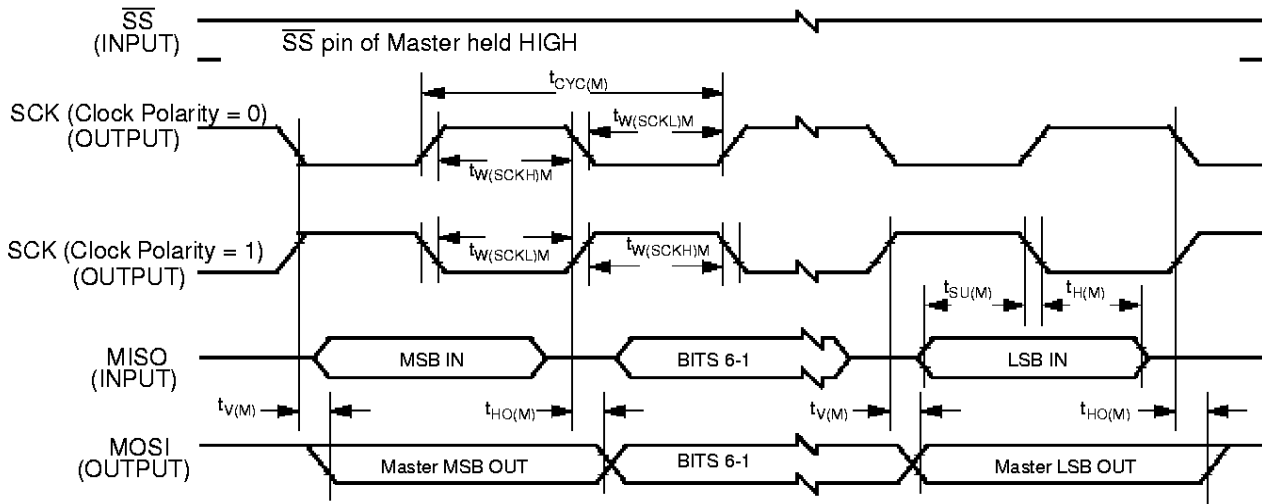 SS
(INPUT)
SS pin of Master held HIGH
tCYC(M)
SCK (Clock Polarity = 0)
(OUTPUT)
tW(SCKL)M
tW(SCKH)M
SCK (Clock Polarity = 1)
(OUTPUT)
tW(SCKL)M
tW(SCKH)M
tSU(M)
tH(M)
MISO
(INPUT)
MSB IN
BITS 6-1
LSB IN
tV(M)
tHO(M)
tV(M)
tHO(M)
MOSI
(OUTPUT)
Master MSB OUT
BITS 6-1
Master LSB OUT